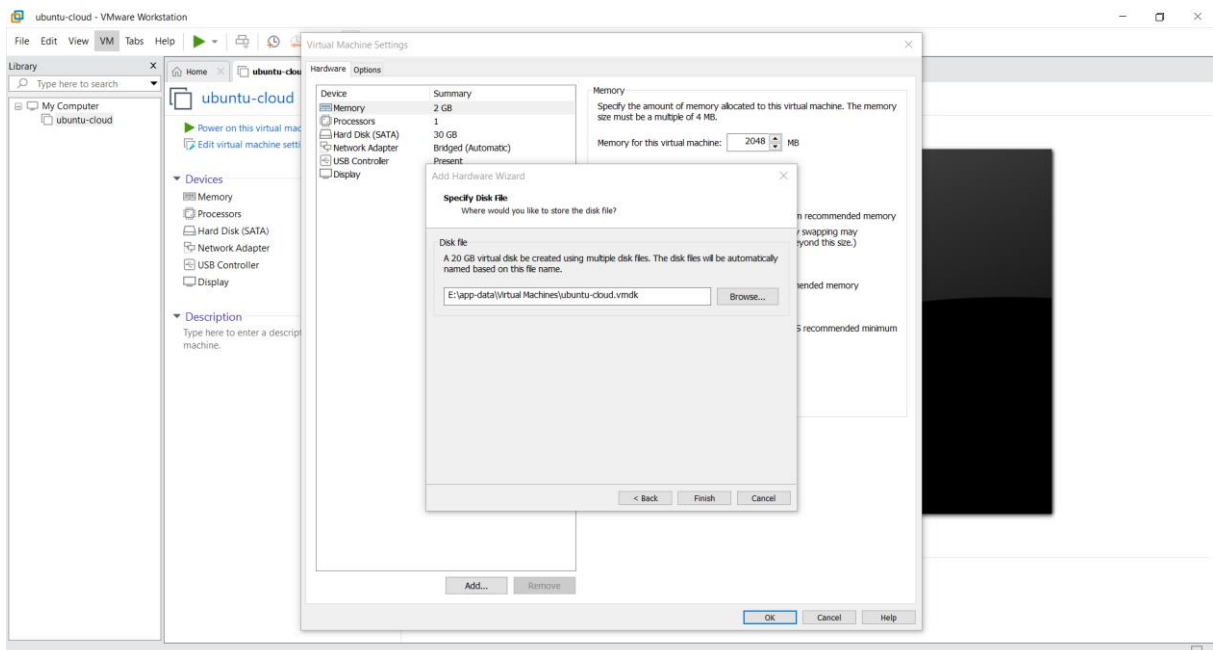 ubuntu-cloud - VMware Workstation
File Edit View VM Tabs Help
Library X
Type here to search
My Computer
ubuntu-cloud
Home
ubuntu-clou
ubuntu-cloud
Power on this virtual mac
Edit virtual machine setti
Devices
Memory
Processors
Hard Disk (SATA)
Network Adapter
USB Controller
Display
Description
Type here to enter a descript
machine.
Virtual Machine Settings
Hardware Options
Device Summary
Memory 2 GB
Processors 1
Hard Disk (SATA) 30 GB
Network Adapter Bridged (Automatic)
USB Controller Present
Display
Memory
Specify the amount of memory allocated to this virtual machine. The memory
size must be a multiple of 4 MB.
Memory for this virtual machine: 2048 MB
recommended memory
swapping may
eyond this size.)
ended memory
S recommended minimum
Add Hardware Wizard
Specify Disk File
Where would you like to store the disk file?
Disk file
A 20 GB virtual disk be created using multiple disk files. The disk files will be automatically
named based on this file name.
E:\app-data\Virtual Machines\ubuntu-cloud.vmdk Browse...
< Back Finish Cancel
Add... Remove
OK Cancel Help